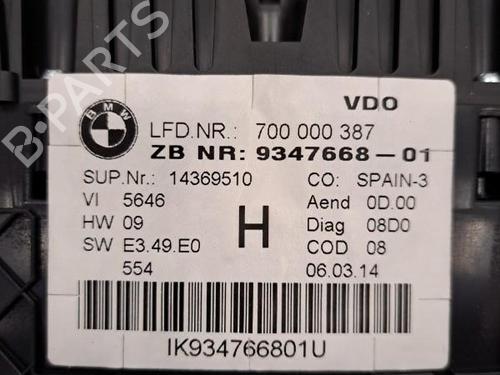 BMW
VDO
LFD.NR.: 700 000 387
ZB NR: 9347668-01
SUP.Nr.: 14369510 CO: SPAIN-3
VI 5646 Aend 0D.00
HW 09 H Diag 08D0
SW E3.49.E0 COD 08
554 06.03.14
IK934766801U
B-PARTS